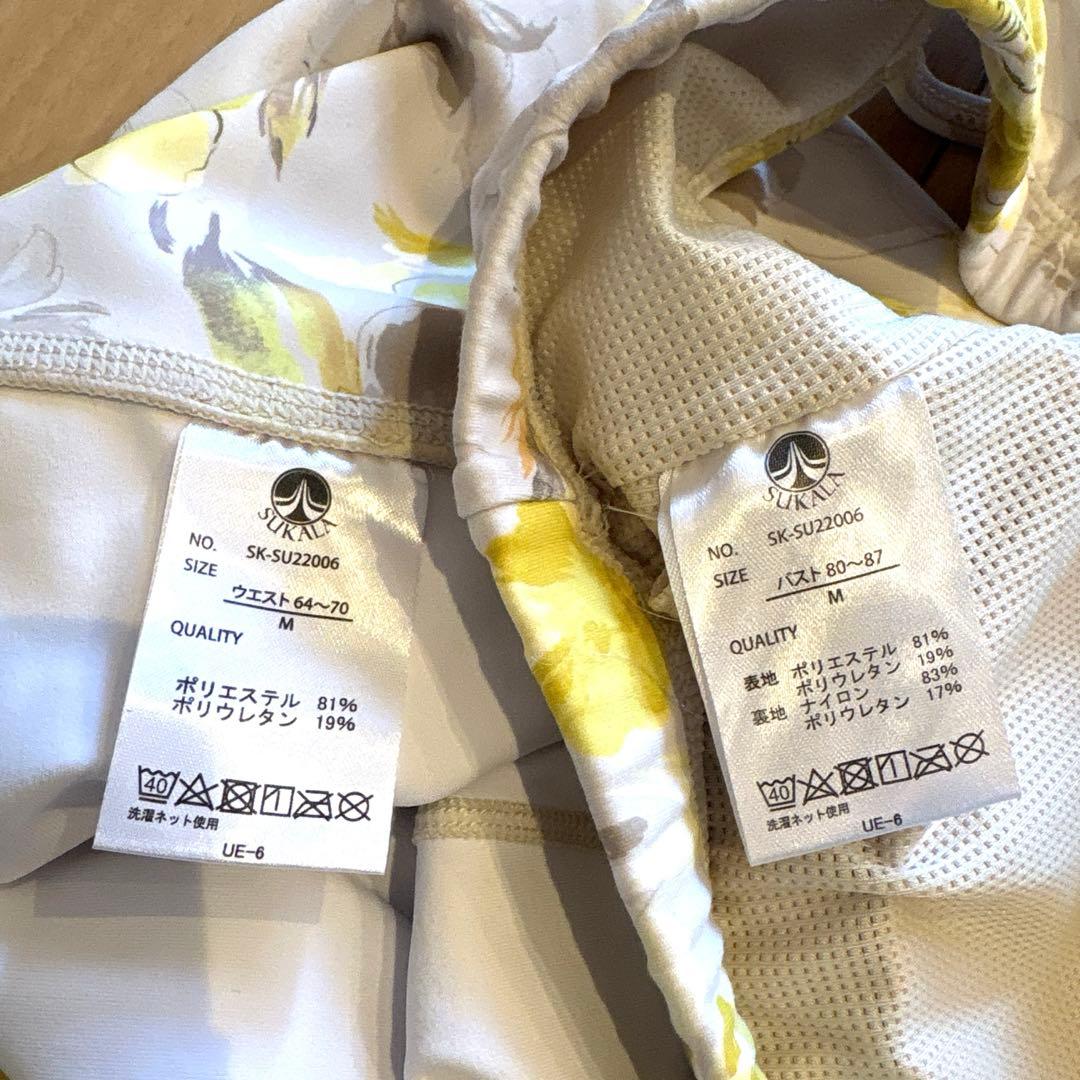 SUKALA
NO. SK-SU22006
SIZE ウエスト 64〜70
M
QUALITY
ポリエステル 81%
ポリウレタン 19%
40
洗濯ネット使用
UE-6
SUKALA
NO. SK-SU22006
SIZE バスト 80〜87
M
QUALITY
表地 ポリエステル 81%
ポリウレタン 19%
裏地 ナイロン 83%
ポリウレタン 17%
40
洗濯ネット使用
UE-6